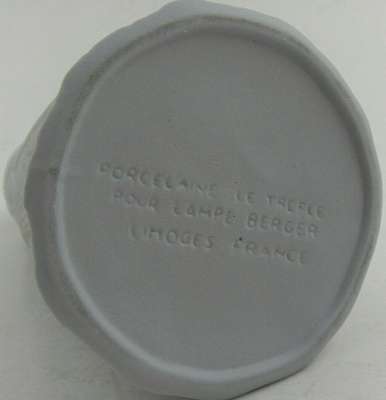 PORCELAINE LE TREFLE
POUR LAMPE BERGER
LIMOGES FRANCE